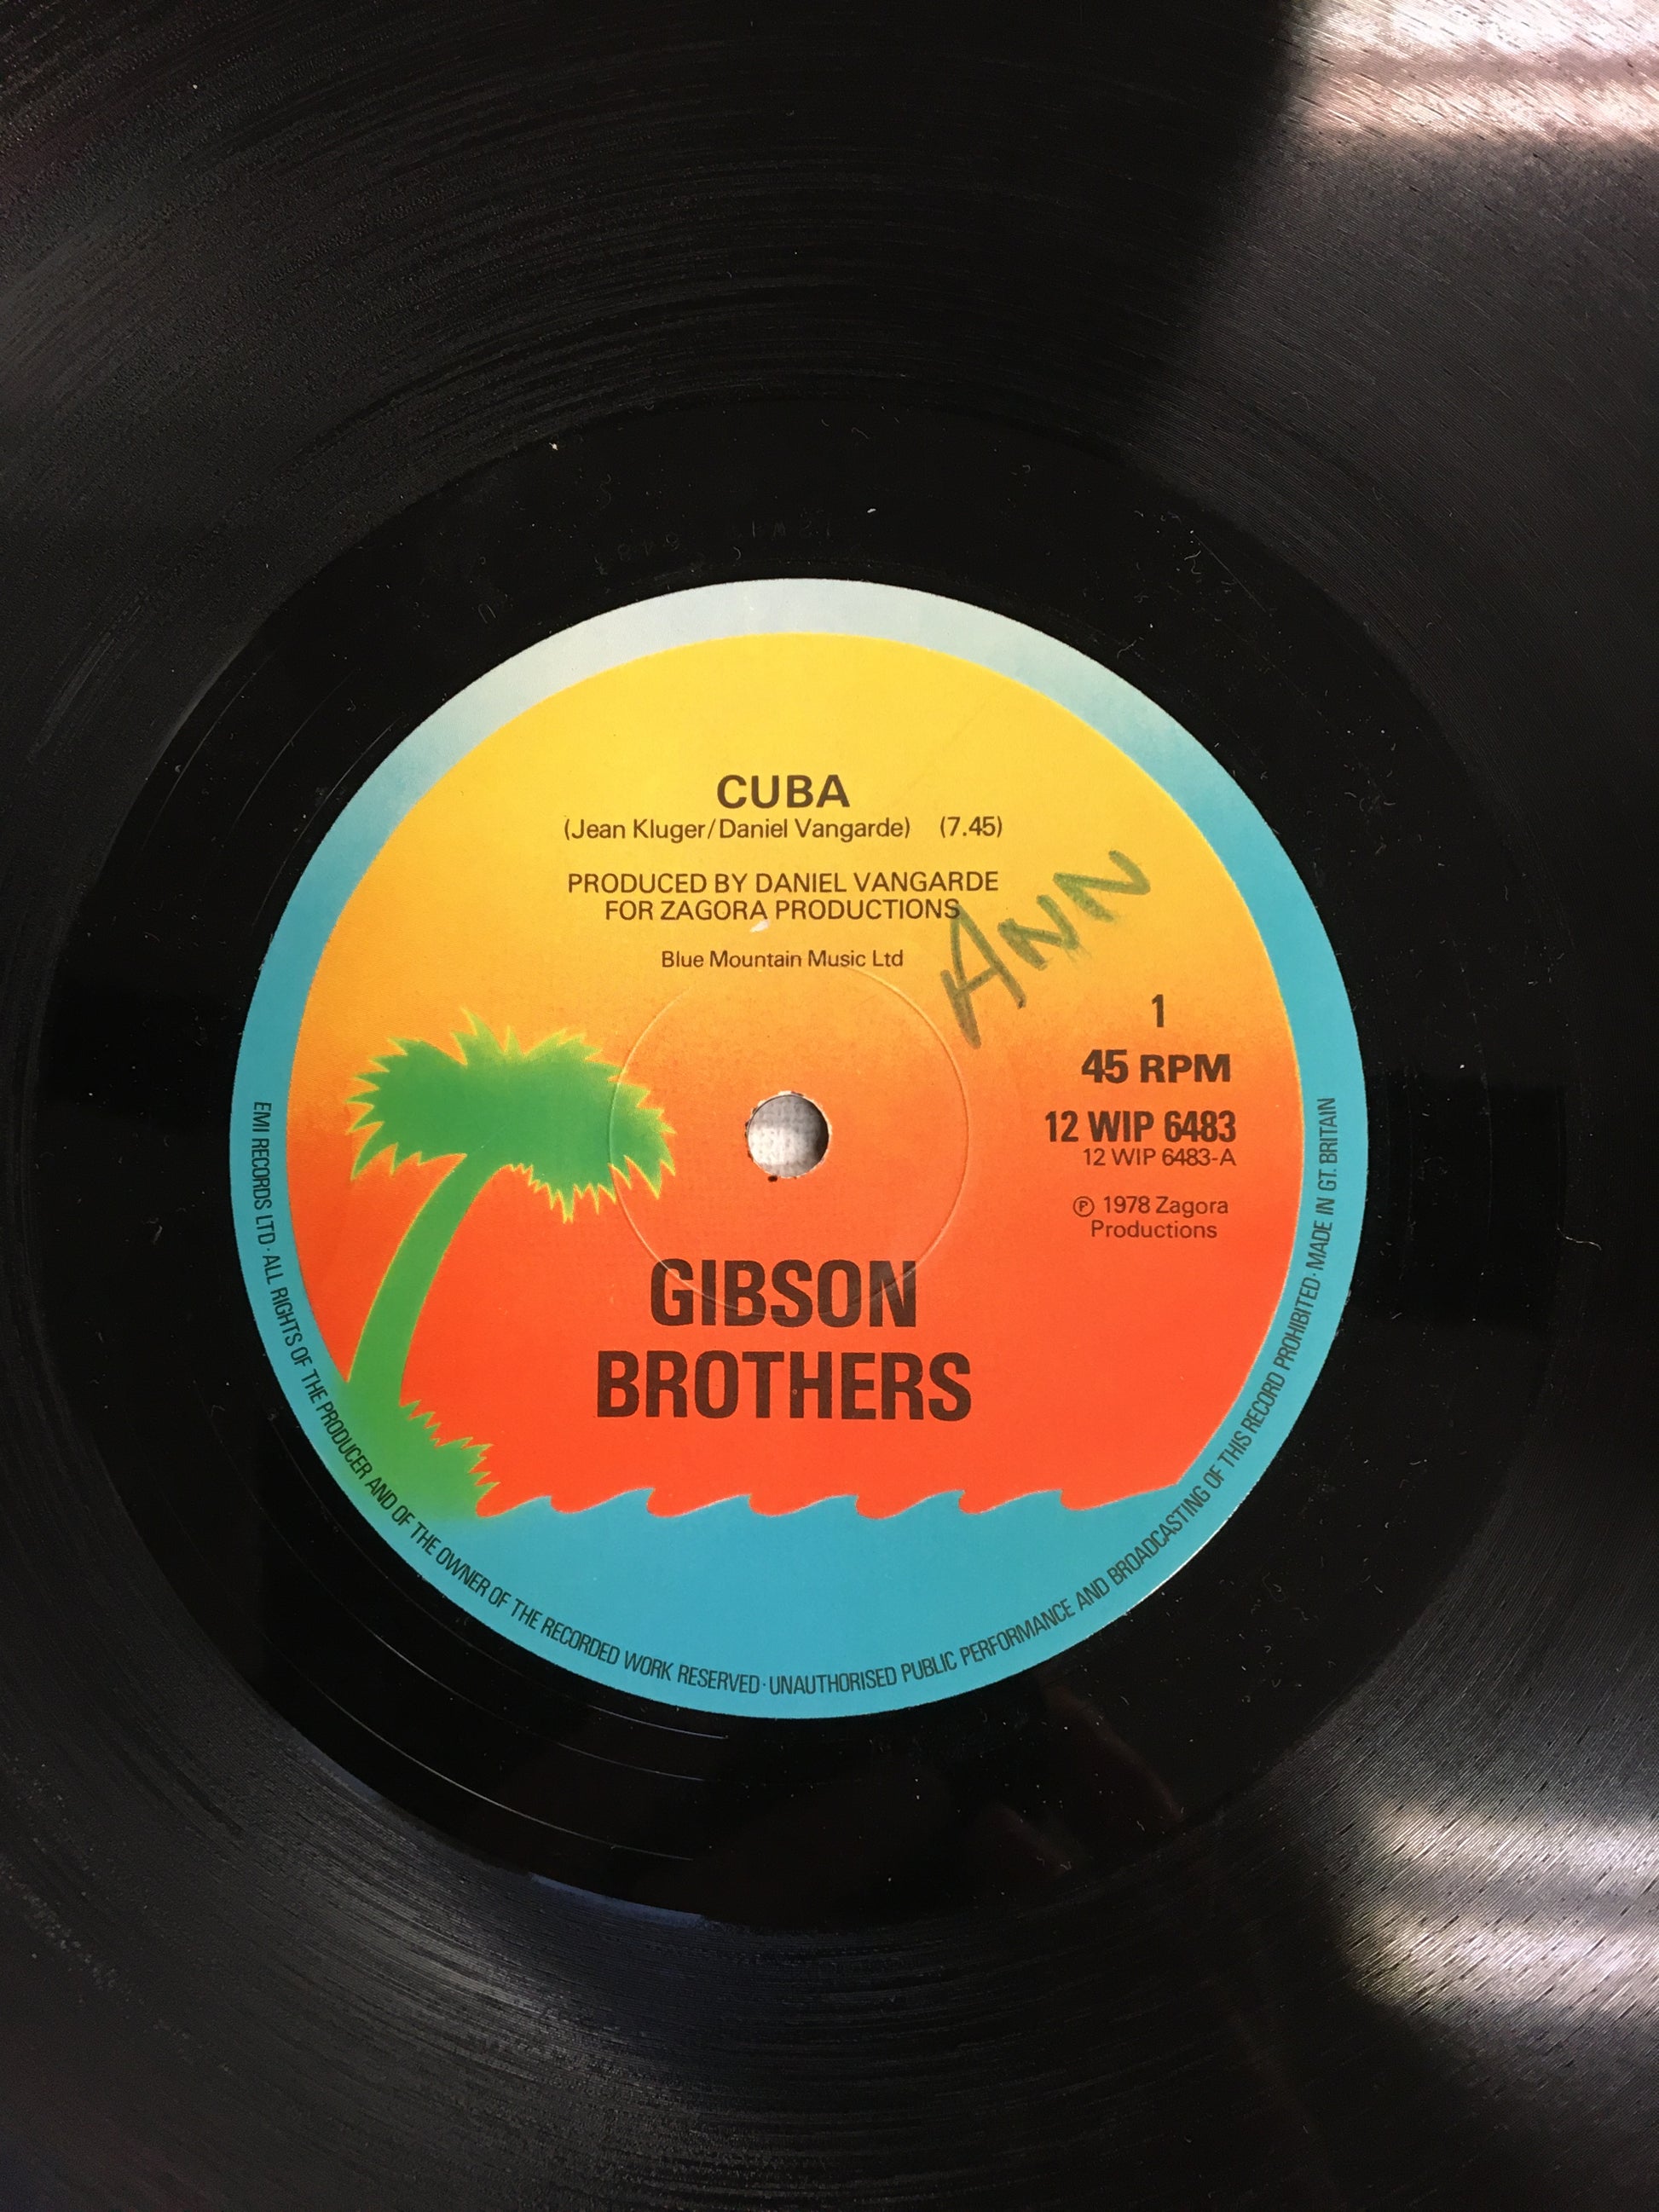 CUBA
(Jean Kluger/Daniel Vangarde) (7.45)
PRODUCED BY DANIEL VANGARDE
FOR ZAGORA PRODUCTIONS
Blue Mountain Music Ltd
ANN
1
45 RPM
12 WIP 6483
12 WIP 6483-A
℗ 1978 Zagora
Productions
GIBSON
BROTHERS
EMI RECORDS LTD · ALL RIGHTS OF THE PRODUCER AND OF THE OWNER OF THE RECORDED WORK RESERVED · UNAUTHORISED PUBLIC PERFORMANCE AND BROADCASTING OF THIS RECORD PROHIBITED · MADE IN GT. BRITAIN